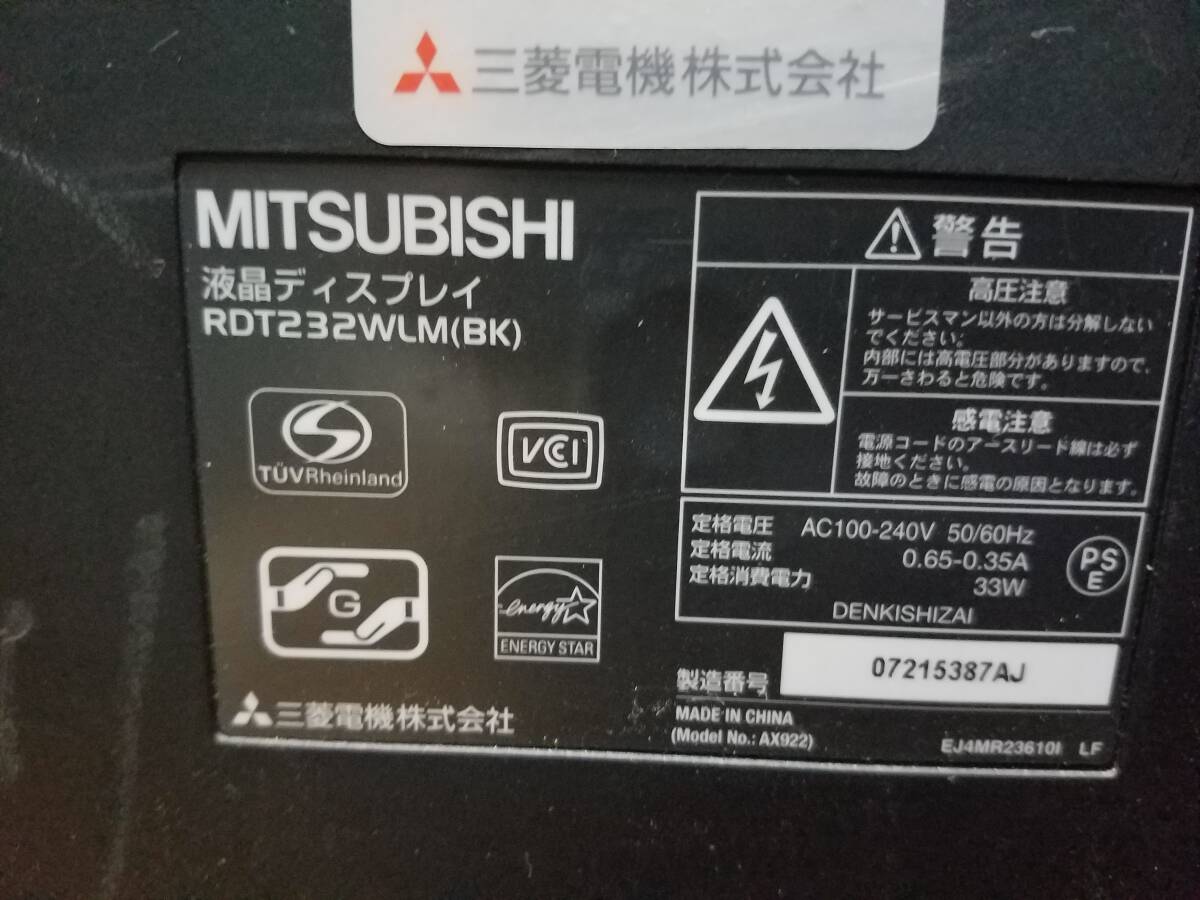 三菱電機株式会社
MITSUBISHI
液晶ディスプレイ
RDT232WLM(BK)
TÜVRheinland
VCI
G
energy
ENERGY STAR
三菱電機株式会社
警告
高圧注意
サービスマン以外の方は分解しない
でください。
内部には高電圧部分がありますので、
万一さわると危険です。
感電注意
電源コードのアースリード線は必ず
接地ください。
故障のときに感電の原因となります。
定格電圧 AC100-240V 50/60Hz
定格電流 0.65-0.35A
定格消費電力 33W
PS
E
DENKISHIZAI
製造番号 07215387AJ
MADE IN CHINA
(Model No.: AX922)
EJ4MR23610I LF